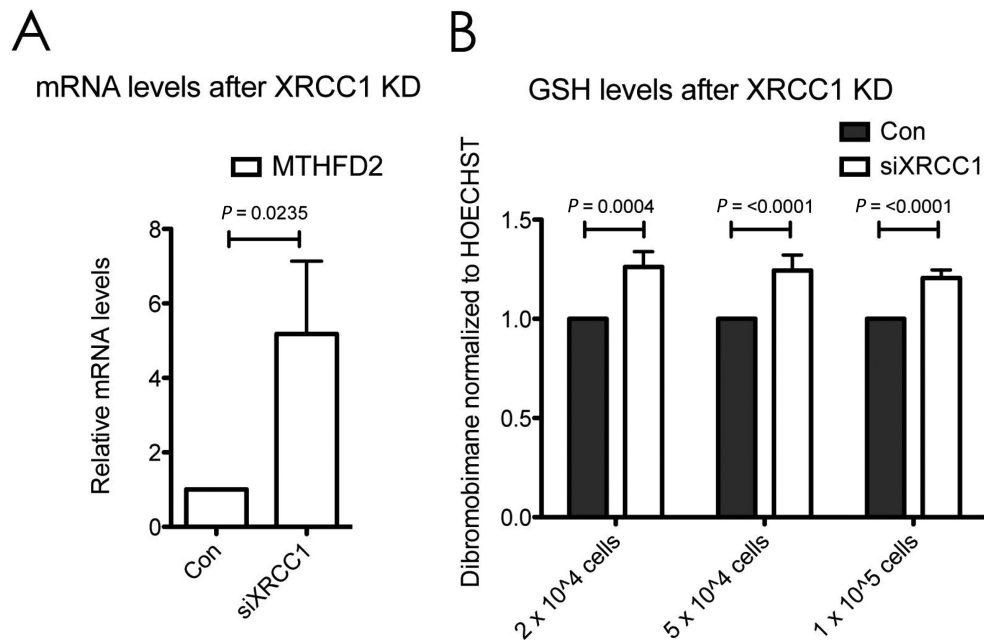 A
mRNA levels after XRCC1 KD
MTHFD2
P = 0.0235
8
6
4
2
0
Relative mRNA levels
Con
siXRCC1
B
GSH levels after XRCC1 KD
Con
siXRCC1
P = 0.0004
P = <0.0001
P = <0.0001
1.5
1.0
0.5
0.0
Dibromobimane normalized to HOECHST
2 x 10^4 cells
5 x 10^4 cells
1 x 10^5 cells